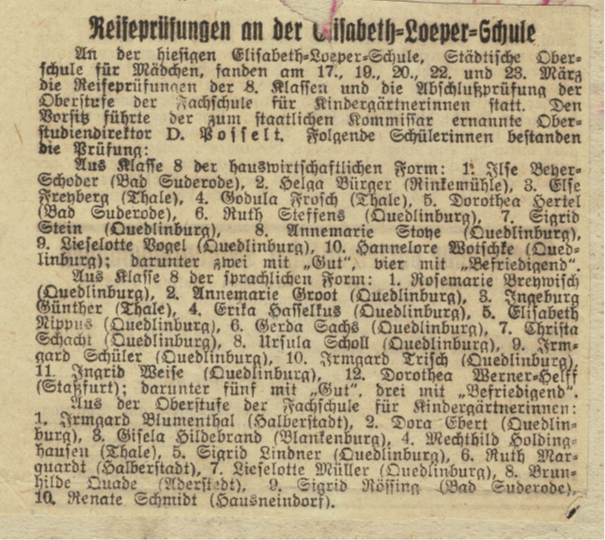 Reifeprüfungen an der Elisabeth-Loeper-Schule
An der hiesigen Elisabeth-Loeper-Schule, Städtische Ober-
schule für Mädchen, fanden am 17., 19., 20., 22. und 23. März
die Reifeprüfungen der 8. Klassen und die Abschlußprüfung der
Oberstufe der Fachschule für Kindergärtnerinnen statt. Den
Vorsitz führte der zum staatlichen Kommissar ernannte Ober-
studiendirektor D. Posselt. Folgende Schülerinnen bestanden
die Prüfung:
Aus Klasse 8 der hauswirtschaftlichen Form: 1. Ilse Beyer-
Schoder (Bad Suderode), 2. Helga Bürger (Rinkemühle), 3. Else
Freyberg (Thale), 4. Godula Frosch (Thale), 5. Dorothea Hertel
(Bad Suderode), 6. Ruth Steffens (Quedlinburg), 7. Sigrid
Stein (Quedlinburg), 8. Annemarie Stoye (Quedlinburg),
9. Lieselotte Vogel (Quedlinburg), 10. Hannelore Wotschke (Qued-
linburg); darunter zwei mit „Gut", vier mit „Befriedigend".
Aus Klasse 8 der sprachlichen Form: 1. Rosemarie Breywisch
(Quedlinburg), 2. Annemarie Groot (Quedlinburg), 3. Ingeburg
Günther (Thale), 4. Erika Hasselkus (Quedlinburg), 5. Elisabeth
Nippus (Quedlinburg), 6. Gerda Sachs (Quedlinburg), 7. Christa
Schacht (Quedlinburg), 8. Ursula Scholl (Quedlinburg), 9. Irm-
gard Schüler (Quedlinburg), 10. Irmgard Trisch (Quedlinburg),
11. Ingrid Weise (Quedlinburg), 12. Dorothea Werner-Helff
(Staßfurt); darunter fünf mit „Gut", drei mit „Befriedigend".
Aus der Oberstufe der Fachschule für Kindergärtnerinnen:
1. Irmgard Blumenthal (Halberstadt), 2. Dora Ebert (Quedlin-
burg), 3. Gisela Hildebrand (Blankenburg), 4. Mechthild Holding-
hausen (Thale), 5. Sigrid Lindner (Quedlinburg), 6. Ruth Mar-
quardt (Halberstadt), 7. Lieselotte Müller (Quedlinburg), 8. Brun-
hilde Quade (Aderstedt), 9. Sigrid Rössing (Bad Suderode),
10. Renate Schmidt (Hausneindorf).